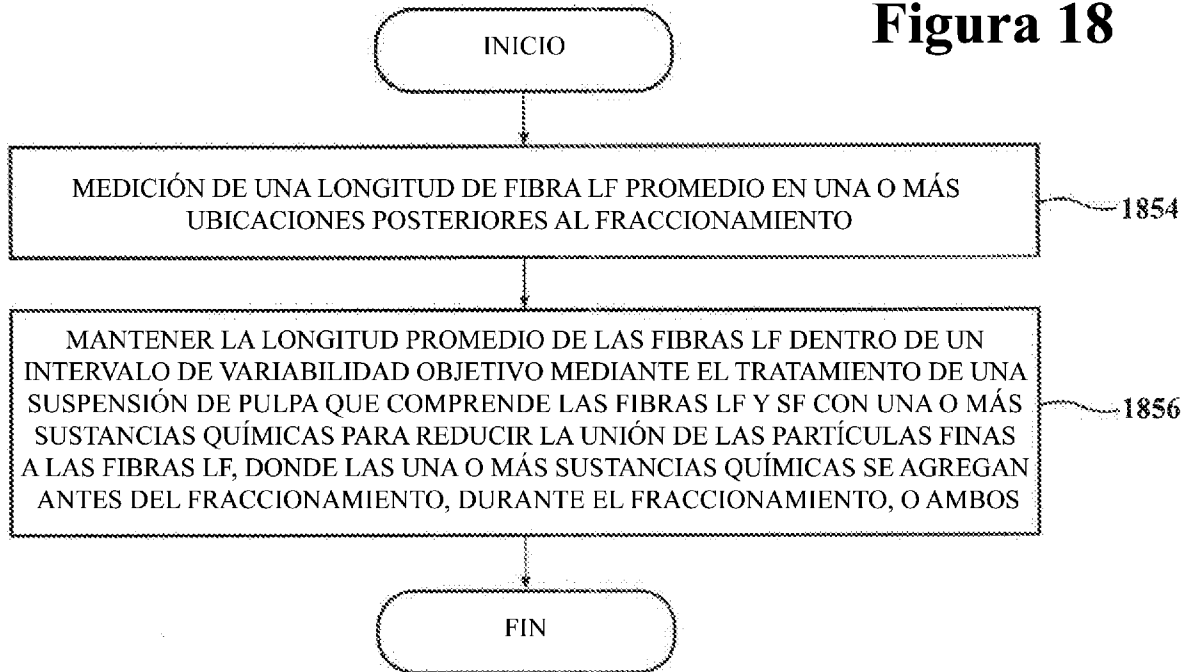 Figura 18
INICIO
MEDICIÓN DE UNA LONGITUD DE FIBRA LF PROMEDIO EN UNA O MÁS
UBICACIONES POSTERIORES AL FRACCIONAMIENTO
1854
MANTENER LA LONGITUD PROMEDIO DE LAS FIBRAS LF DENTRO DE UN
INTERVALO DE VARIABILIDAD OBJETIVO MEDIANTE EL TRATAMIENTO DE UNA
SUSPENSIÓN DE PULPA QUE COMPRENDE LAS FIBRAS LF Y SF CON UNA O MÁS
SUSTANCIAS QUÍMICAS PARA REDUCIR LA UNIÓN DE LAS PARTÍCULAS FINAS
A LAS FIBRAS LF, DONDE LAS UNA O MÁS SUSTANCIAS QUÍMICAS SE AGREGAN
ANTES DEL FRACCIONAMIENTO, DURANTE EL FRACCIONAMIENTO, O AMBOS
1856
FIN